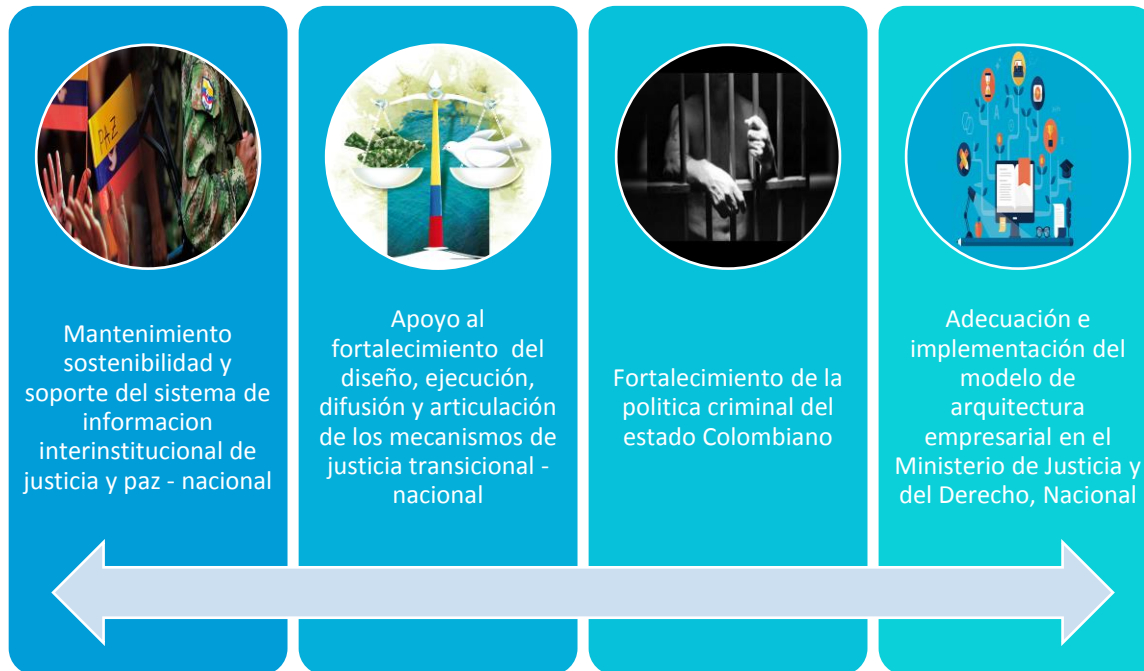 PAZ
Mantenimiento
sostenibilidad y
soporte del sistema de
informacion
interinstitucional de
justicia y paz - nacional
Apoyo al
fortalecimiento  del
diseño, ejecución,
difusión y articulación
de los mecanismos de
justicia transicional -
nacional
Fortalecimiento de la
politica criminal del
estado Colombiano
Adecuación e
implementación del
modelo de
arquitectura
empresarial en el
Ministerio de Justicia y
del Derecho, Nacional